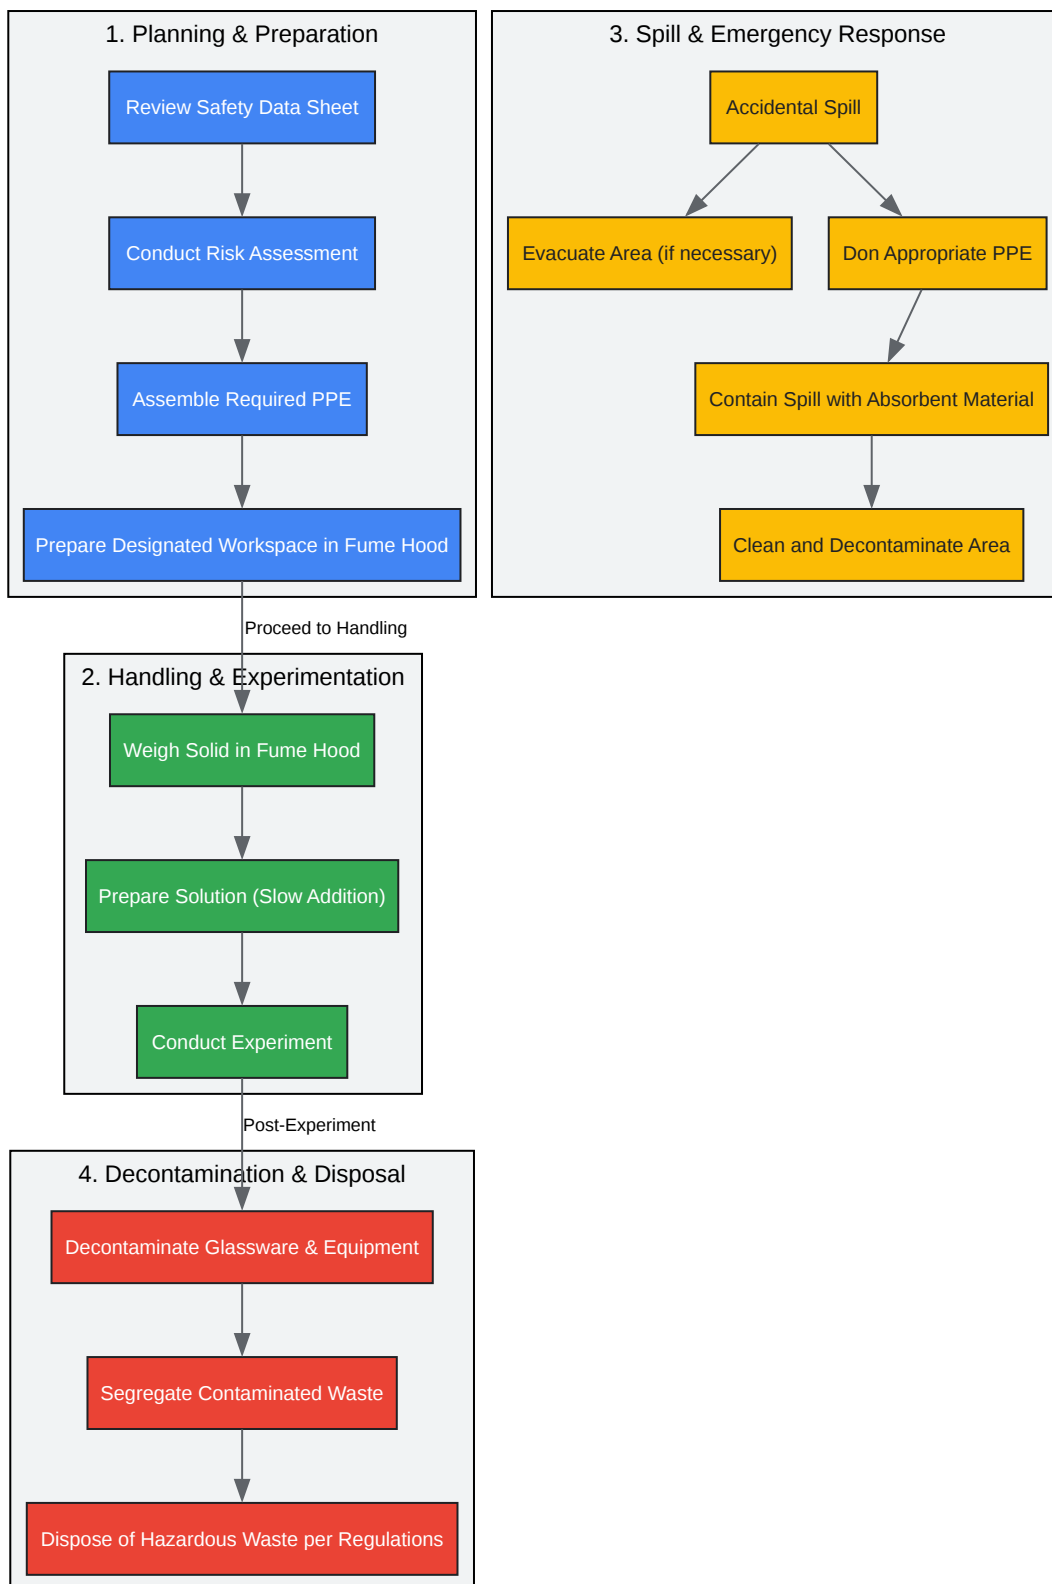 1. Planning & Preparation
Review Safety Data Sheet
Conduct Risk Assessment
Assemble Required PPE
Prepare Designated Workspace in Fume Hood
Proceed to Handling
2. Handling & Experimentation
Weigh Solid in Fume Hood
Prepare Solution (Slow Addition)
Conduct Experiment
Post-Experiment
3. Spill & Emergency Response
Accidental Spill
Evacuate Area (if necessary)
Don Appropriate PPE
Contain Spill with Absorbent Material
Clean and Decontaminate Area
4. Decontamination & Disposal
Decontaminate Glassware & Equipment
Segregate Contaminated Waste
Dispose of Hazardous Waste per Regulations